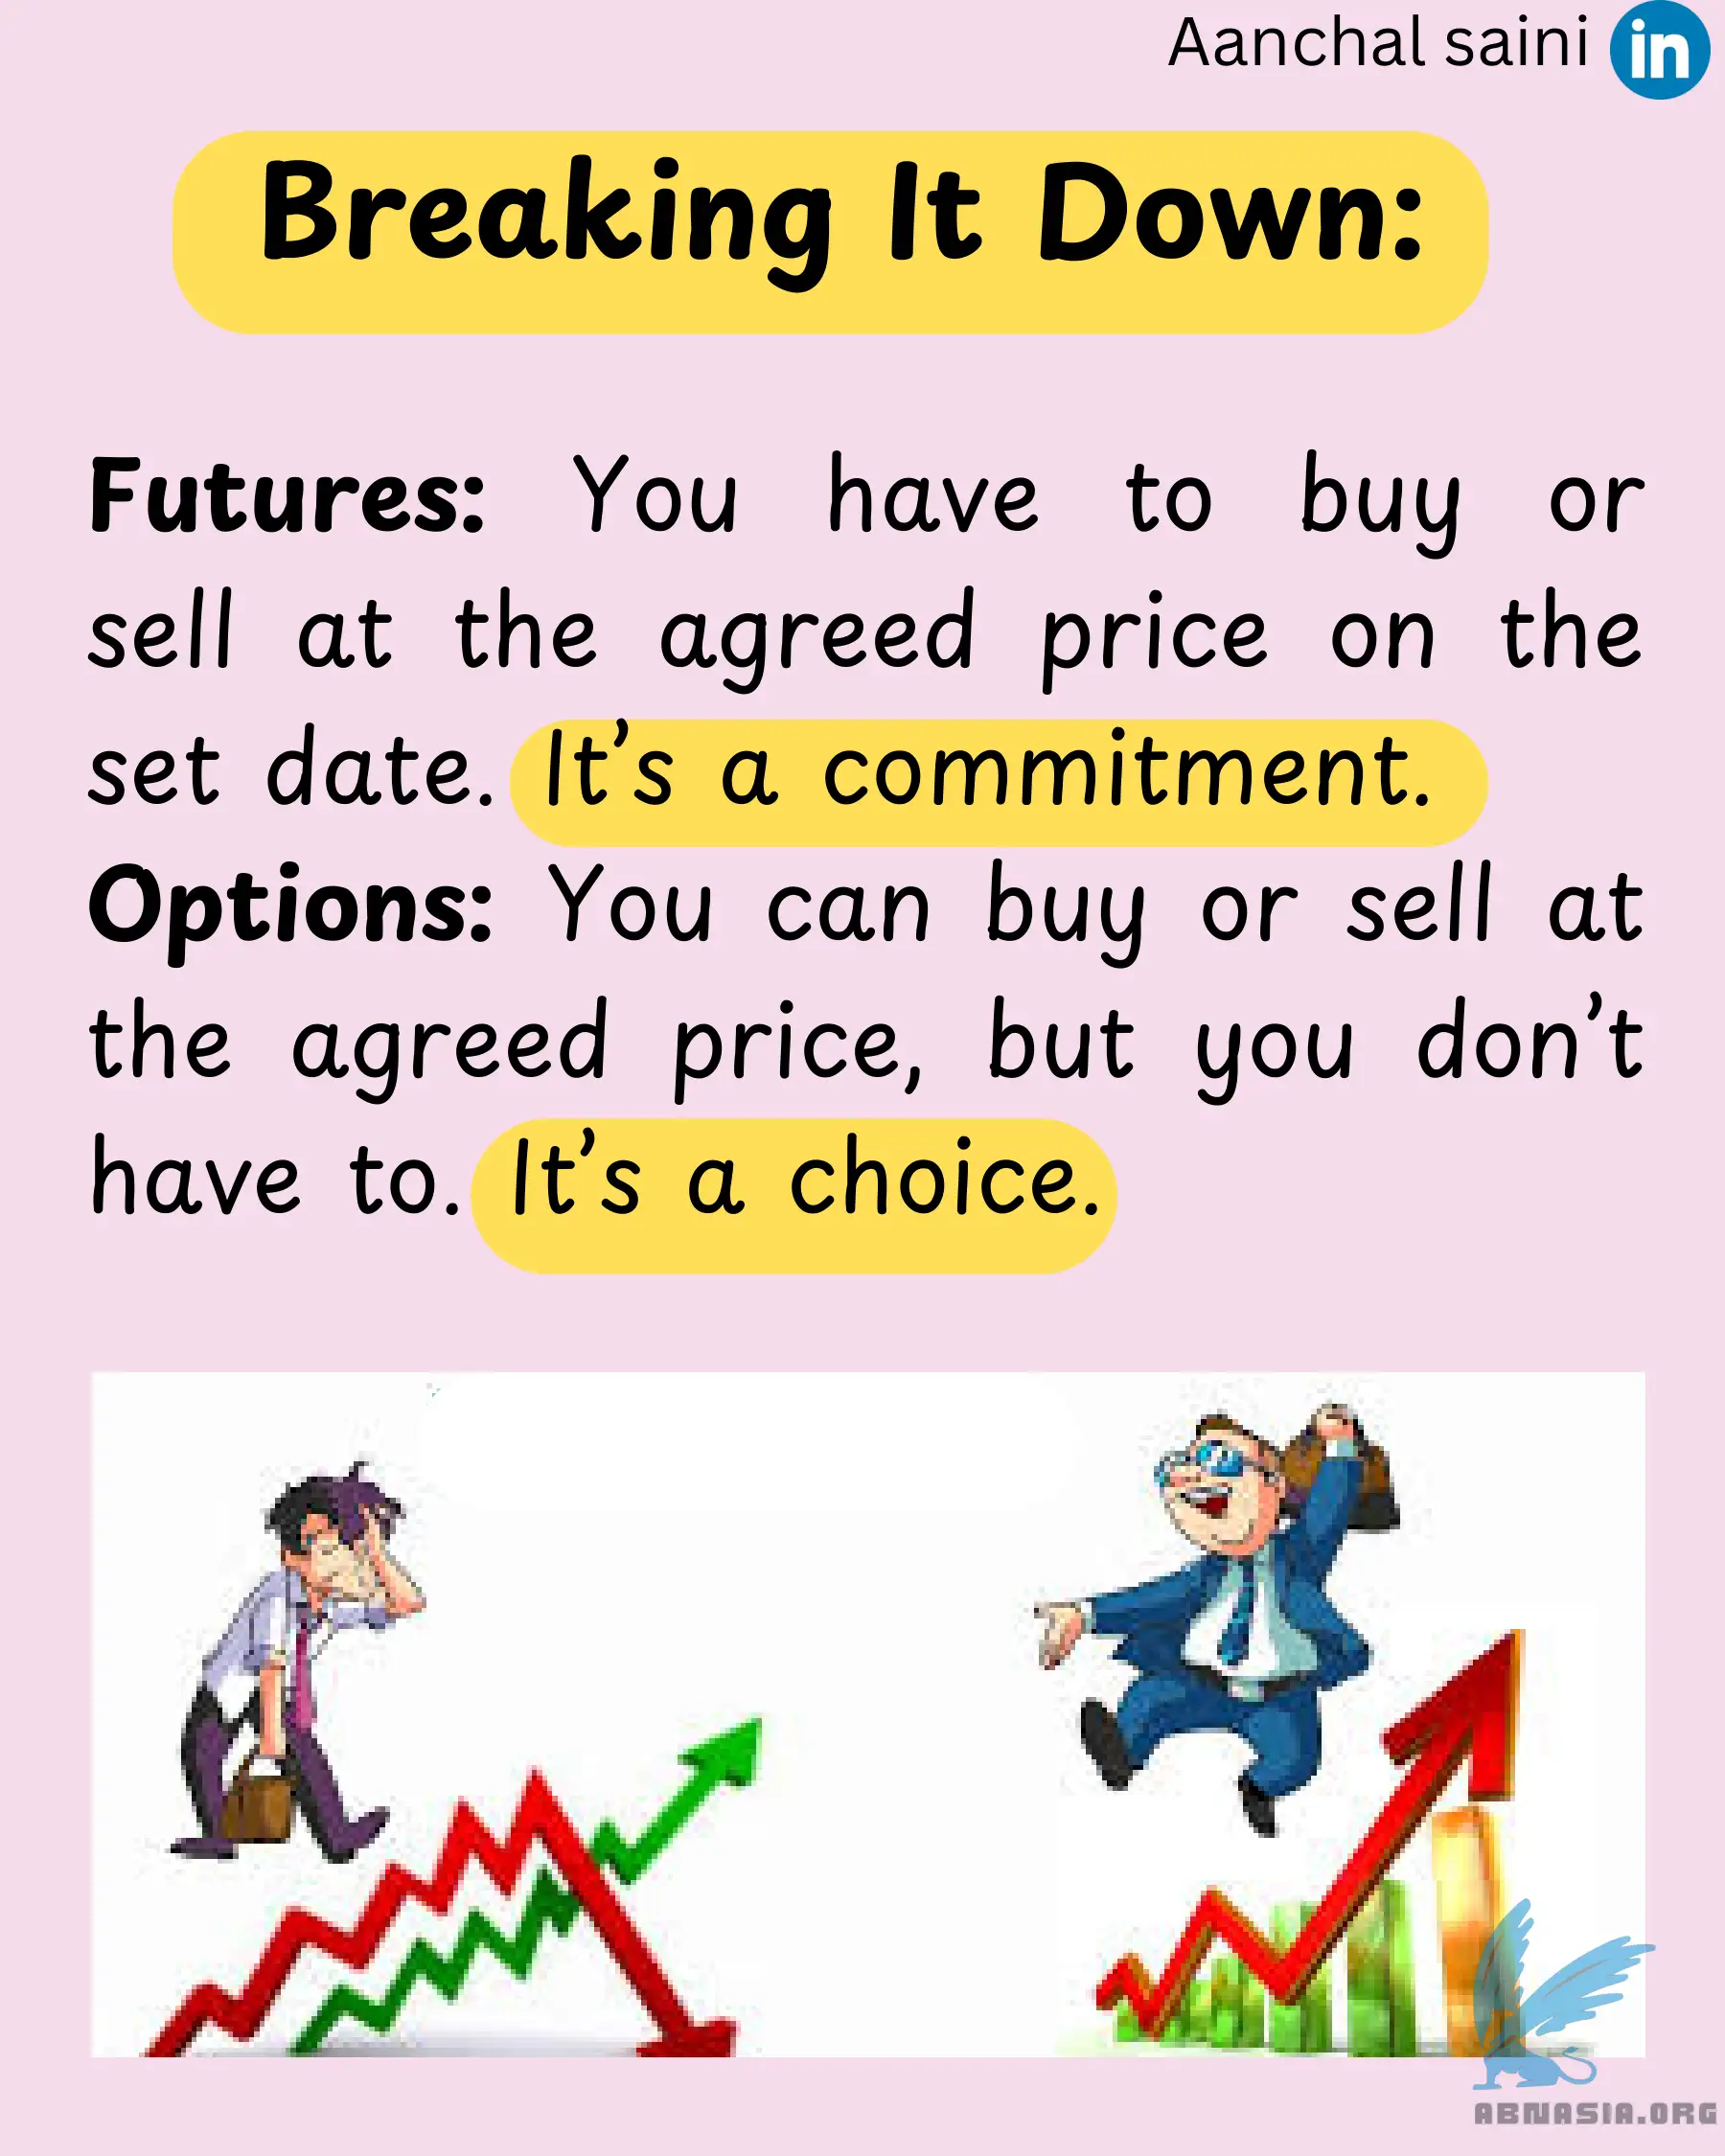 Aanchal saini in
Breaking It Down:
Futures: You have to buy or
sell at the agreed price on the
set date. It’s a commitment.
Options: You can buy or sell at
the agreed price, but you don’t
have to. It’s a choice.
ABNASIA.ORG